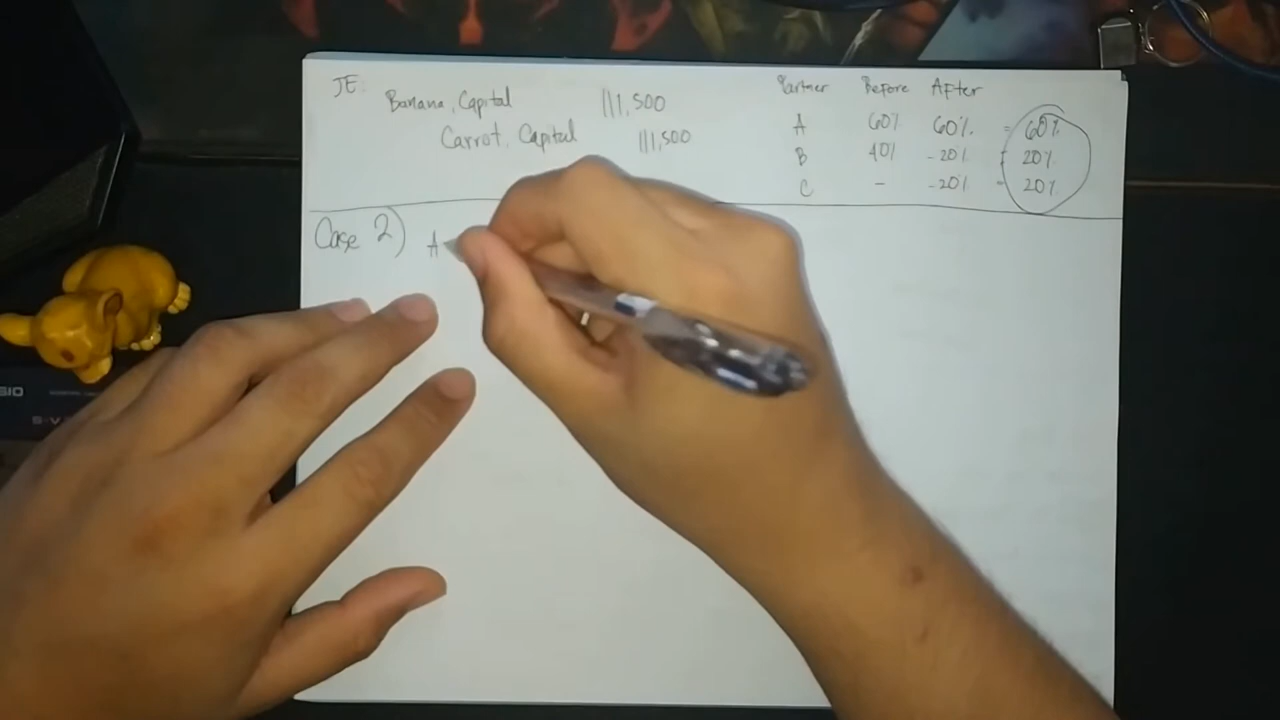 JE:
Banana, Capital 111,500
Carrot, Capital 111,500
Partner Before After
A 60% 60% = 60%
B 40% - 20% = 20%
C - - 20% - 20%
Case 2) A
SIO
S-V